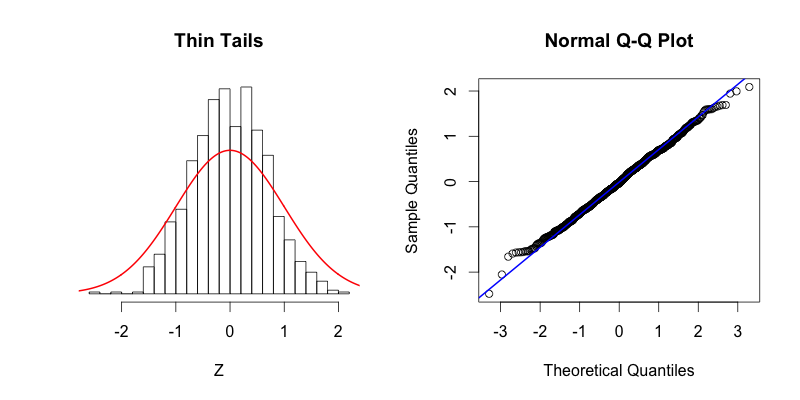 Thin Tails
-2 -1 0 1 2
Z
Normal Q-Q Plot
Sample Quantiles
2
1
0
-1
-2
-3 -2 -1 0 1 2 3
Theoretical Quantiles